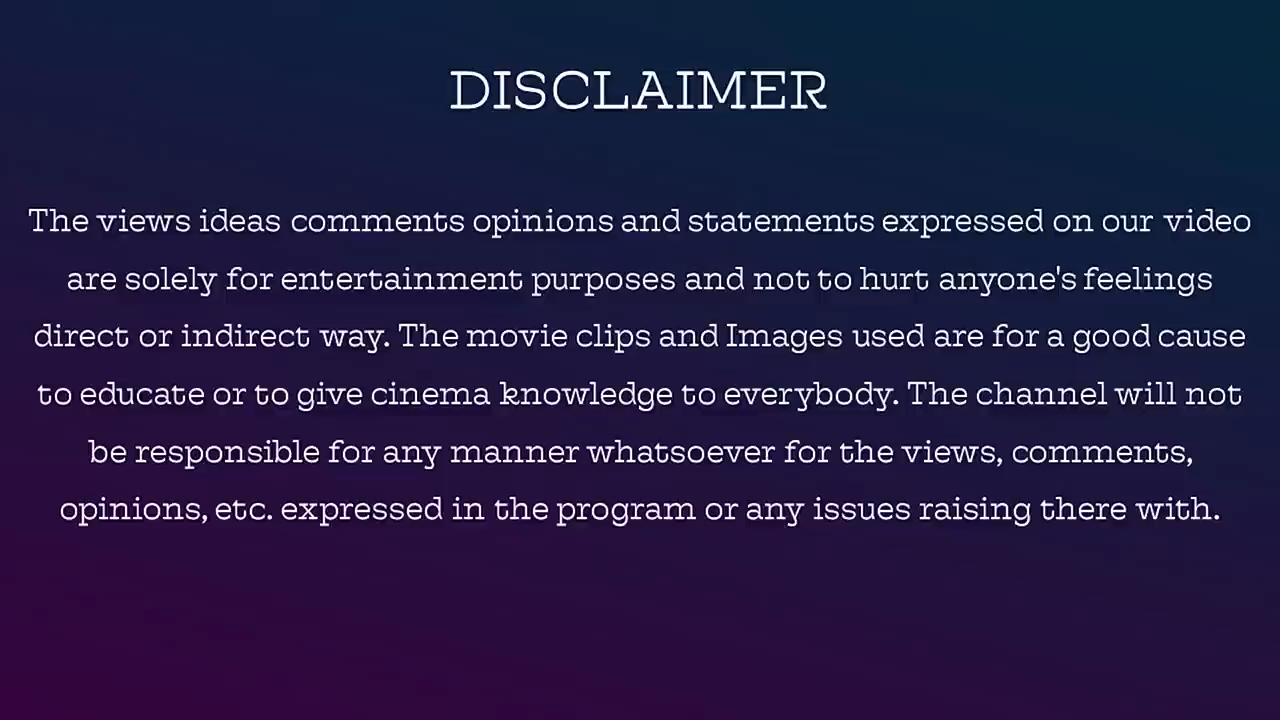 DISCLAIMER
The views ideas comments opinions and statements expressed on our video
are solely for entertainment purposes and not to hurt anyone's feelings
direct or indirect way. The movie clips and Images used are for a good cause
to educate or to give cinema knowledge to everybody. The channel will not
be responsible for any manner whatsoever for the views, comments,
opinions, etc. expressed in the program or any issues raising there with.